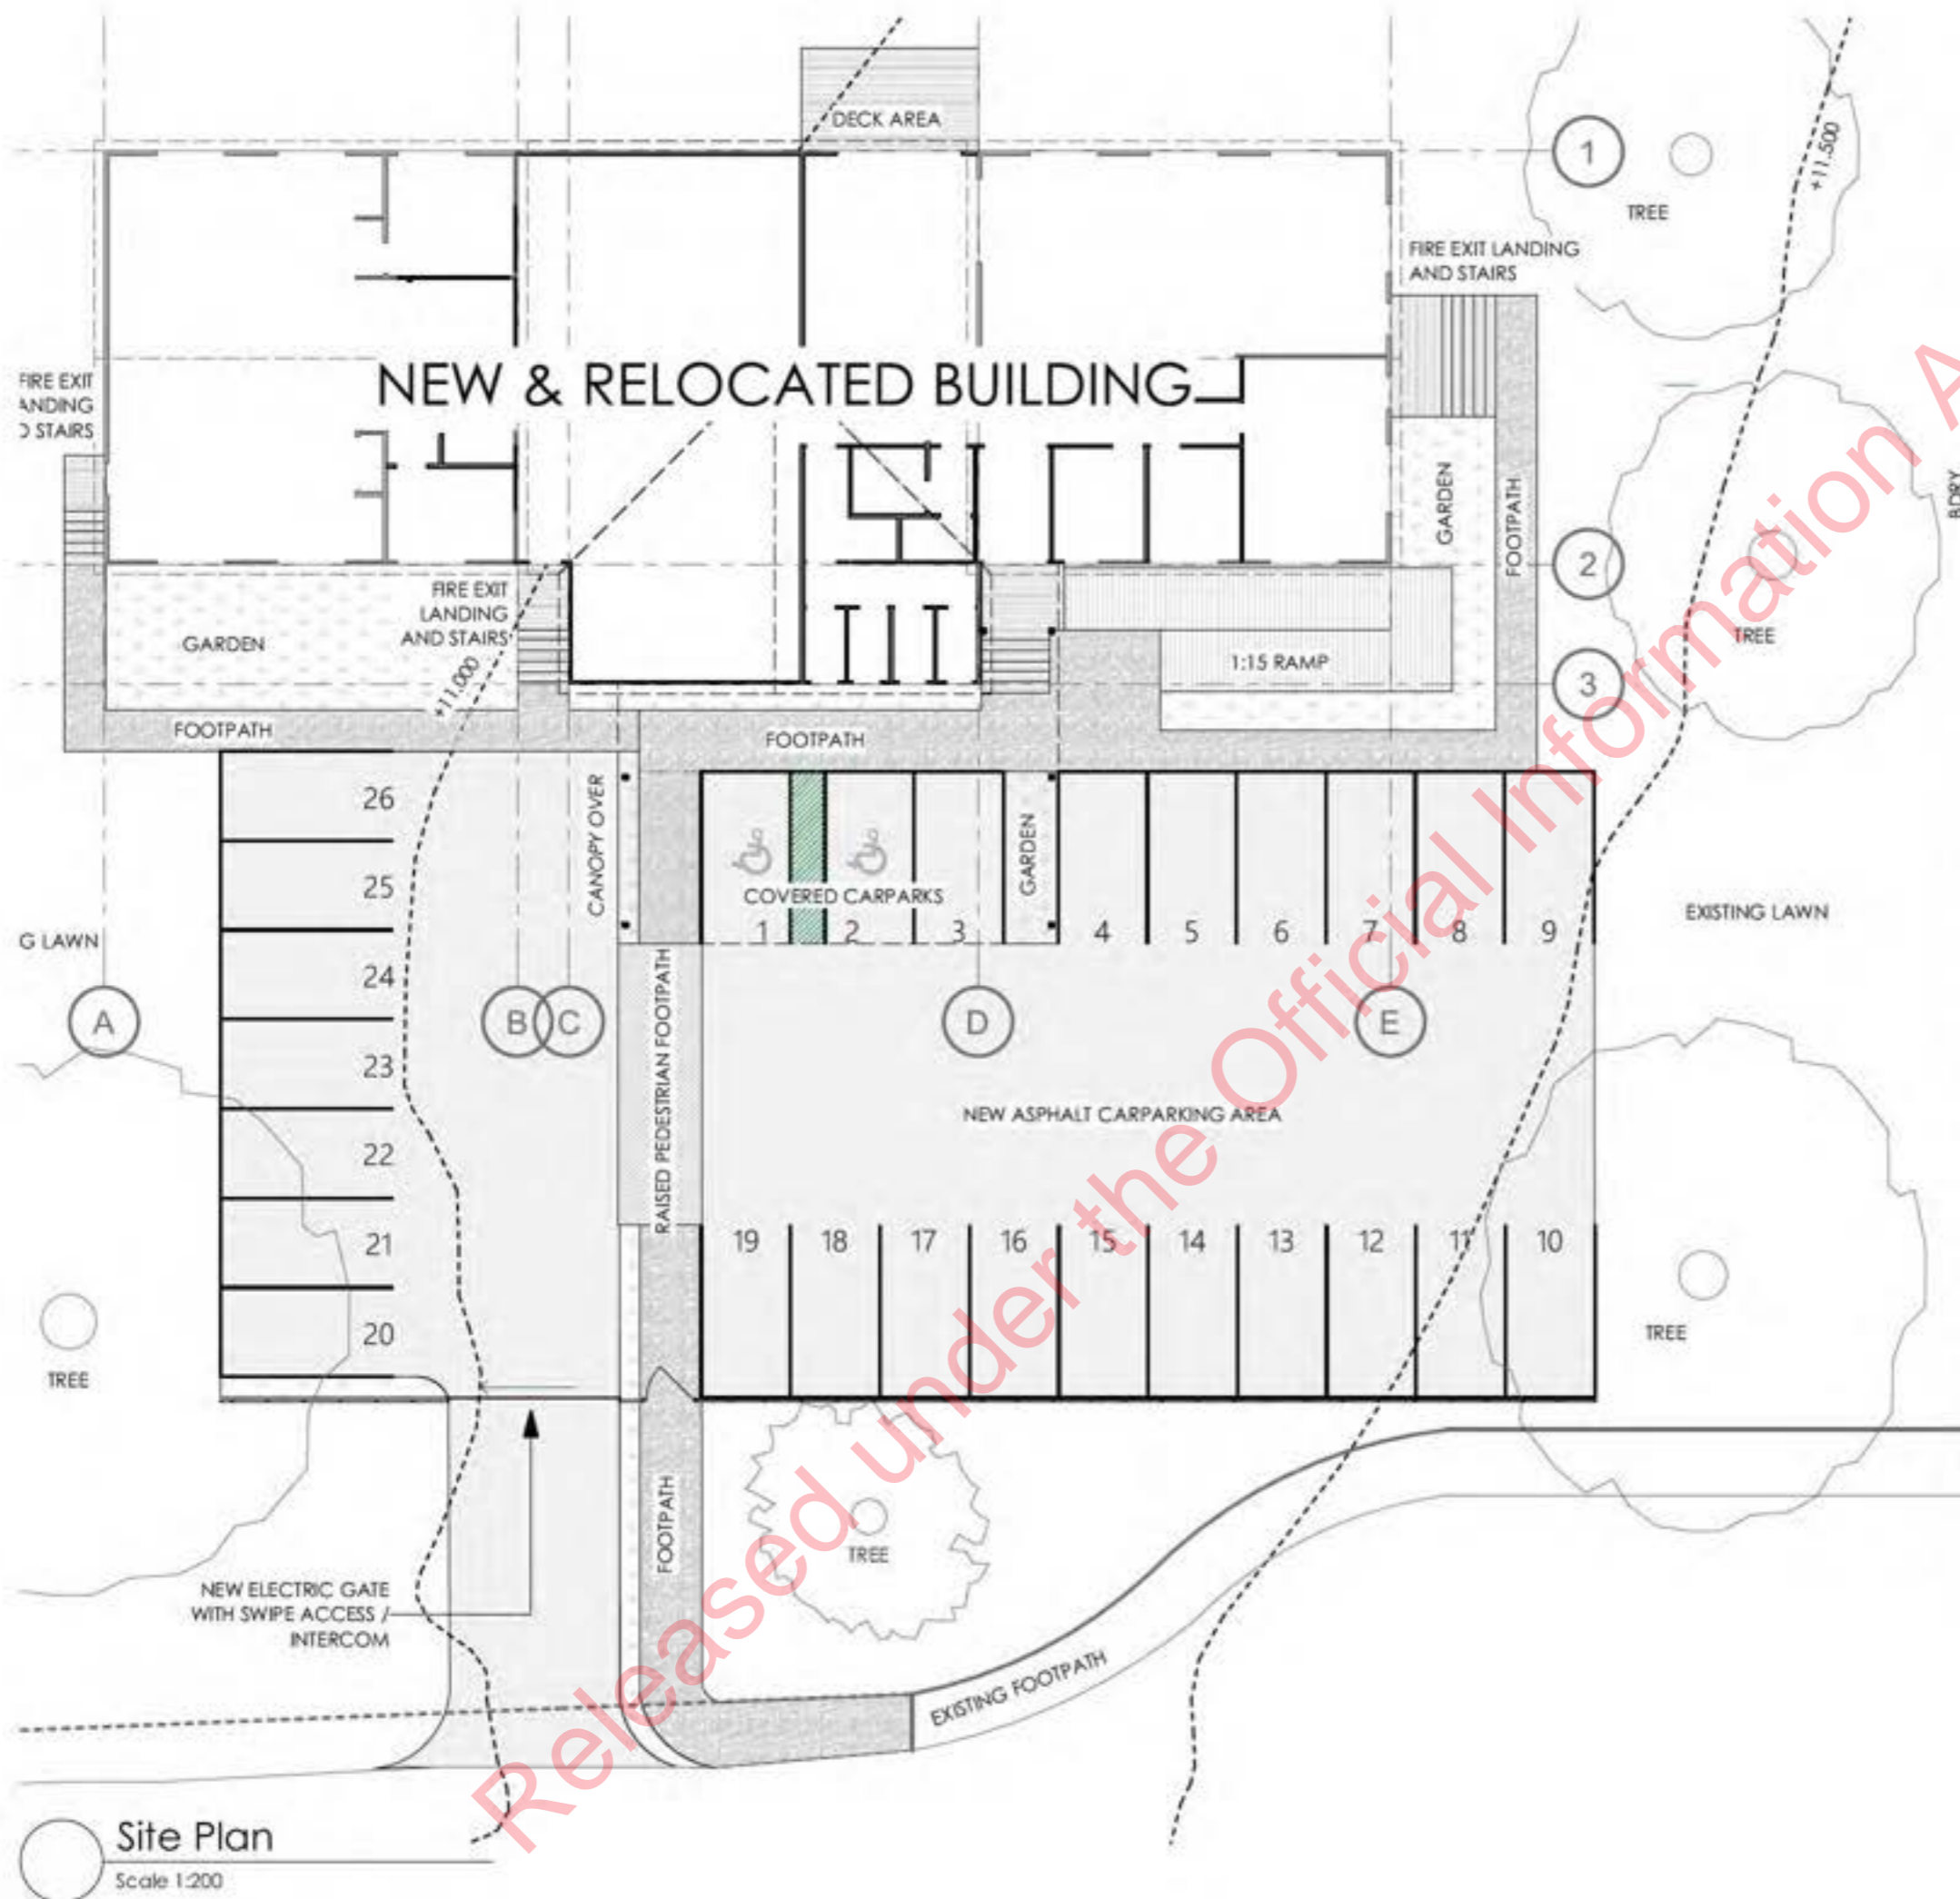 DECK AREA
1
+11.500
TREE
FIRE EXIT LANDING
AND STAIRS
NEW & RELOCATED BUILDING
FIRE EXIT
ANDING
STAIRS
GARDEN
FOOTPATH
BDRY
2
FIRE EXIT
LANDING
AND STAIRS
GARDEN
TREE
1:15 RAMP
3
+11.000
FOOTPATH
FOOTPATH
26
25
24
23
22
21
20
CANOPY OVER
COVERED CARPARKS
1
2
3
GARDEN
4
5
6
7
8
9
EXISTING LAWN
G LAWN
A
B
C
D
E
RAISED PEDESTRIAN FOOTPATH
NEW ASPHALT CARPARKING AREA
19
18
17
16
15
14
13
12
11
10
TREE
TREE
FOOTPATH
TREE
NEW ELECTRIC GATE
WITH SWIPE ACCESS /
INTERCOM
EXISTING FOOTPATH
Site Plan
Scale 1:200
Released under the Official Information A